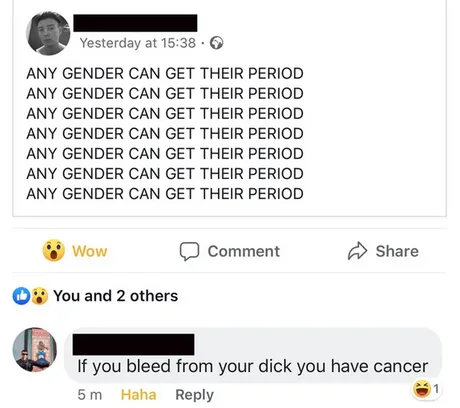 Yesterday at 15:38 ·
ANY GENDER CAN GET THEIR PERIOD
ANY GENDER CAN GET THEIR PERIOD
ANY GENDER CAN GET THEIR PERIOD
ANY GENDER CAN GET THEIR PERIOD
ANY GENDER CAN GET THEIR PERIOD
ANY GENDER CAN GET THEIR PERIOD
ANY GENDER CAN GET THEIR PERIOD
Wow Comment Share
You and 2 others
If you bleed from your dick you have cancer
5 m Haha Reply 1